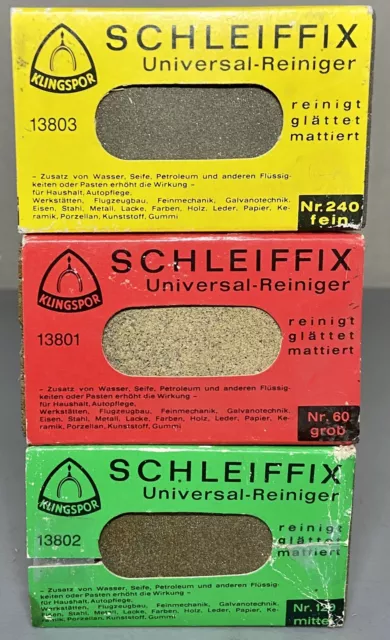 KLINGSPOR
SCHLEIFFIX
Universal-Reiniger
13803
reinigt
glättet
mattiert
- Zusatz von Wasser, Seife, Petroleum und anderen Flüssig-
keiten oder Pasten erhöht die Wirkung -
für Haushalt, Autopflege,
Werkstätten, Flugzeugbau, Feinmechanik, Galvanotechnik.
Eisen, Stahl, Metall, Lacke, Farben, Holz, Leder, Papier, Ke-
ramik, Porzellan, Kunststoff, Gummi
Nr. 240
fein
KLINGSPOR
SCHLEIFFIX
Universal-Reiniger
13801
reinigt
glättet
mattiert
- Zusatz von Wasser, Seife, Petroleum und anderen Flüssig-
keiten oder Pasten erhöht die Wirkung -
für Haushalt, Autopflege,
Werkstätten, Flugzeugbau, Feinmechanik, Galvanotechnik,
Eisen, Stahl, Metall, Lacke, Farben, Holz, Leder, Papier, Ke-
ramik, Porzellan, Kunststoff, Gummi
Nr. 60
grob
KLINGSPOR
SCHLEIFFIX
Universal-Reiniger
13802
reinigt
glättet
mattiert
- Zusatz von Wasser, Seife, Petroleum und anderen Flüssig-
keiten oder Pasten erhöht die Wirkung -
für Haushalt, Autopflege,
Werkstätten, Flugzeugbau, Feinmechanik, Galvanotechnik,
Eisen, Stahl, Metall, Lacke, Farben, Holz, Leder, Papier, Ke-
ramik, Porzellan, Kunststoff, Gummi
Nr. 120
mittel